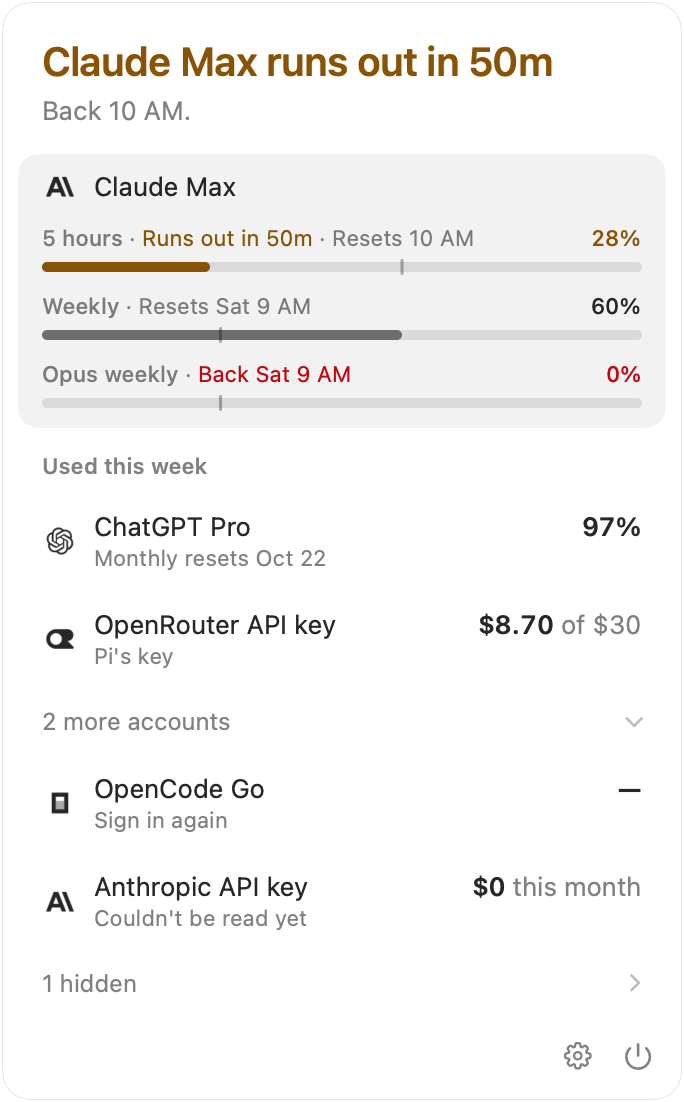 Claude Max runs out in 50m
Back 10 AM.
Claude Max
5 hours · Runs out in 50m · Resets 10 AM 28%
Weekly · Resets Sat 9 AM 60%
Opus weekly · Back Sat 9 AM 0%
Used this week
ChatGPT Pro 97%
Monthly resets Oct 22
OpenRouter API key $8.70 of $30
Pi's key
2 more accounts
OpenCode Go —
Sign in again
Anthropic API key $0 this month
Couldn't be read yet
1 hidden